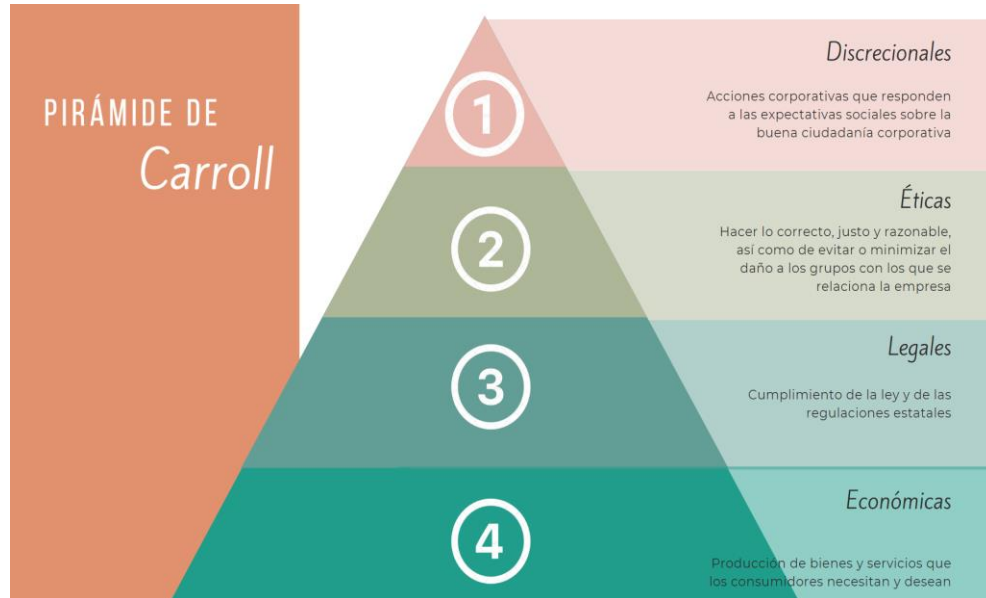 PIRÁMIDE DE
Carroll
1
Discrecionales
Acciones corporativas que responden
a las expectativas sociales sobre la
buena ciudadanía corporativa
2
Éticas
Hacer lo correcto, justo y razonable,
así como de evitar o minimizar el
daño a los grupos con los que se
relaciona la empresa
3
Legales
Cumplimiento de la ley y de las
regulaciones estatales
4
Económicas
Producción de bienes y servicios que
los consumidores necesitan y desean